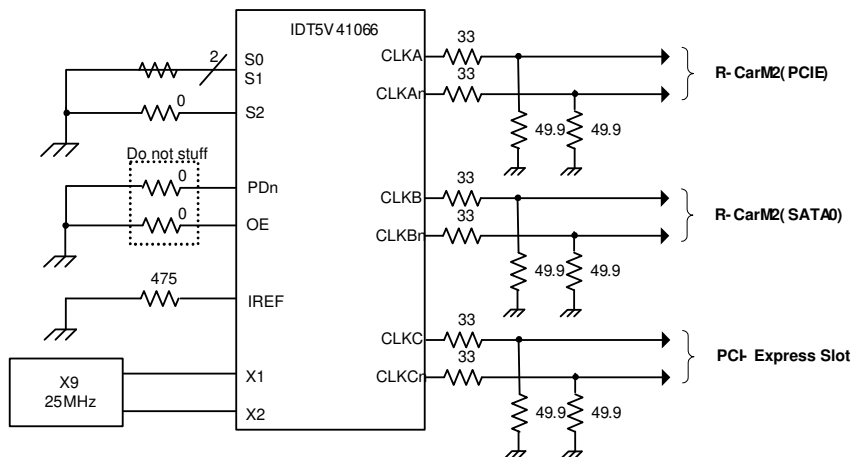 IDT5V41066
2
S0
S1
0
S2
Do not stuff
0
PDn
0
OE
475
IREF
X9
25MHz
X1
X2
CLKA
33
CLKAn
33
49.9
49.9
R-CarM2(PCIE)
CLKB
33
CLKBn
33
49.9
49.9
R-CarM2(SATA0)
CLKC
33
CLKCn
33
49.9
49.9
PCI-Express Slot